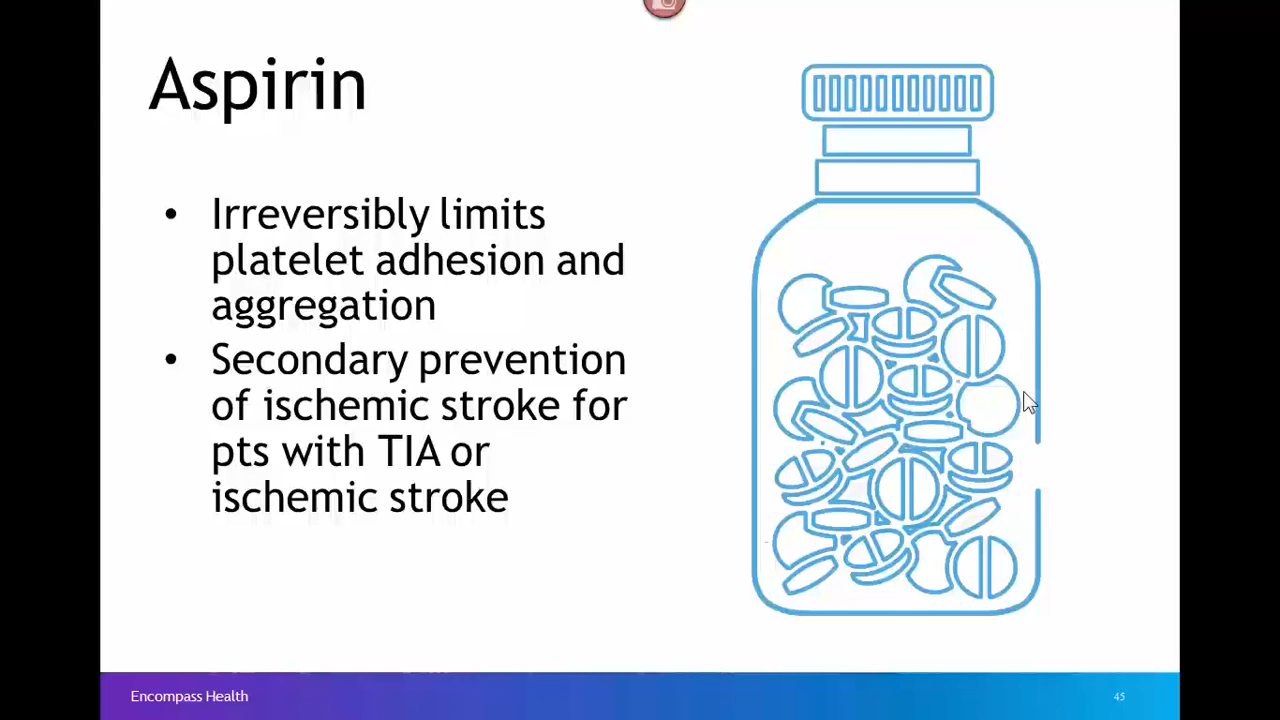 Aspirin
• Irreversibly limits
platelet adhesion and
aggregation
• Secondary prevention
of ischemic stroke for
pts with TIA or
ischemic stroke
Encompass Health
45